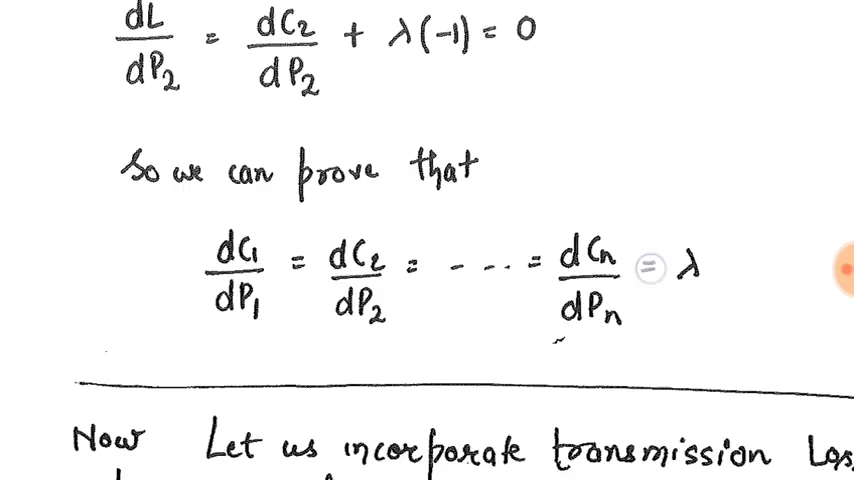 dL/dP₂ = dC₂/dP₂ + λ(-1) = 0
So we can prove that
dC₁/dP₁ = dC₂/dP₂ = - - - - = dCₙ/dPₙ = λ
Now Let us incorporate transmission